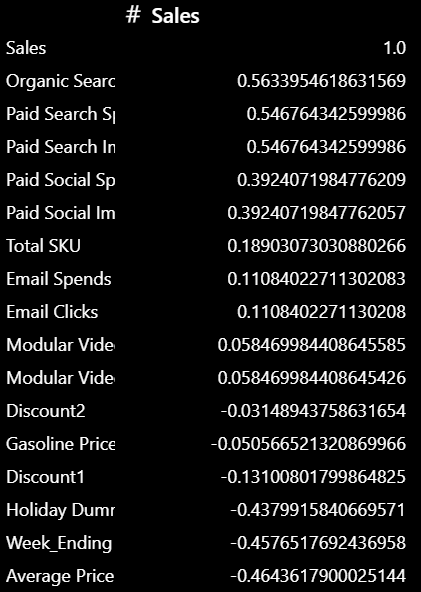 # Sales
Sales 1.0
Organic Searc 0.5633954618631569
Paid Search Sp 0.546764342599986
Paid Search In 0.546764342599986
Paid Social Sp 0.3924071984776209
Paid Social Im 0.39240719847762057
Total SKU 0.18903073030880266
Email Spends 0.11084022711302083
Email Clicks 0.1108402271130208
Modular Vide 0.058469984408645585
Modular Vide 0.058469984408645426
Discount2 -0.03148943758631654
Gasoline Price -0.050566521320869966
Discount1 -0.13100801799864825
Holiday Dumr -0.4379915840669571
Week_Ending -0.4576517692436958
Average Price -0.4643617900025144